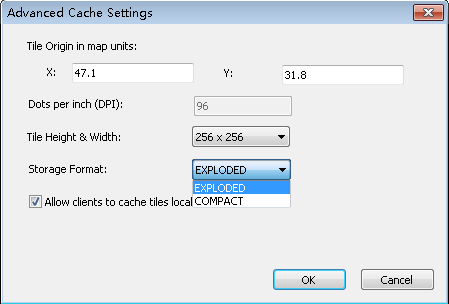 Advanced Cache Settings
Tile Origin in map units:
X: 47.1 Y: 31.8
Dots per inch (DPI): 96
Tile Height & Width: 256 x 256
Storage Format: EXPLODED
EXPLODED
Allow clients to cache tiles local COMPACT
OK Cancel